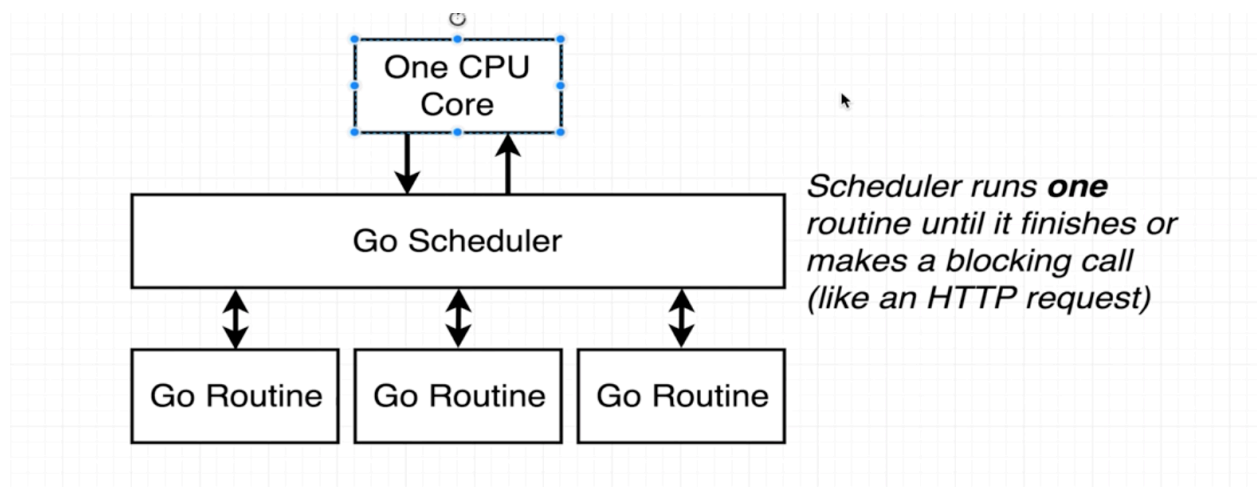 One CPU
Core
Go Scheduler
Scheduler runs one
routine until it finishes or
makes a blocking call
(like an HTTP request)
Go Routine
Go Routine
Go Routine